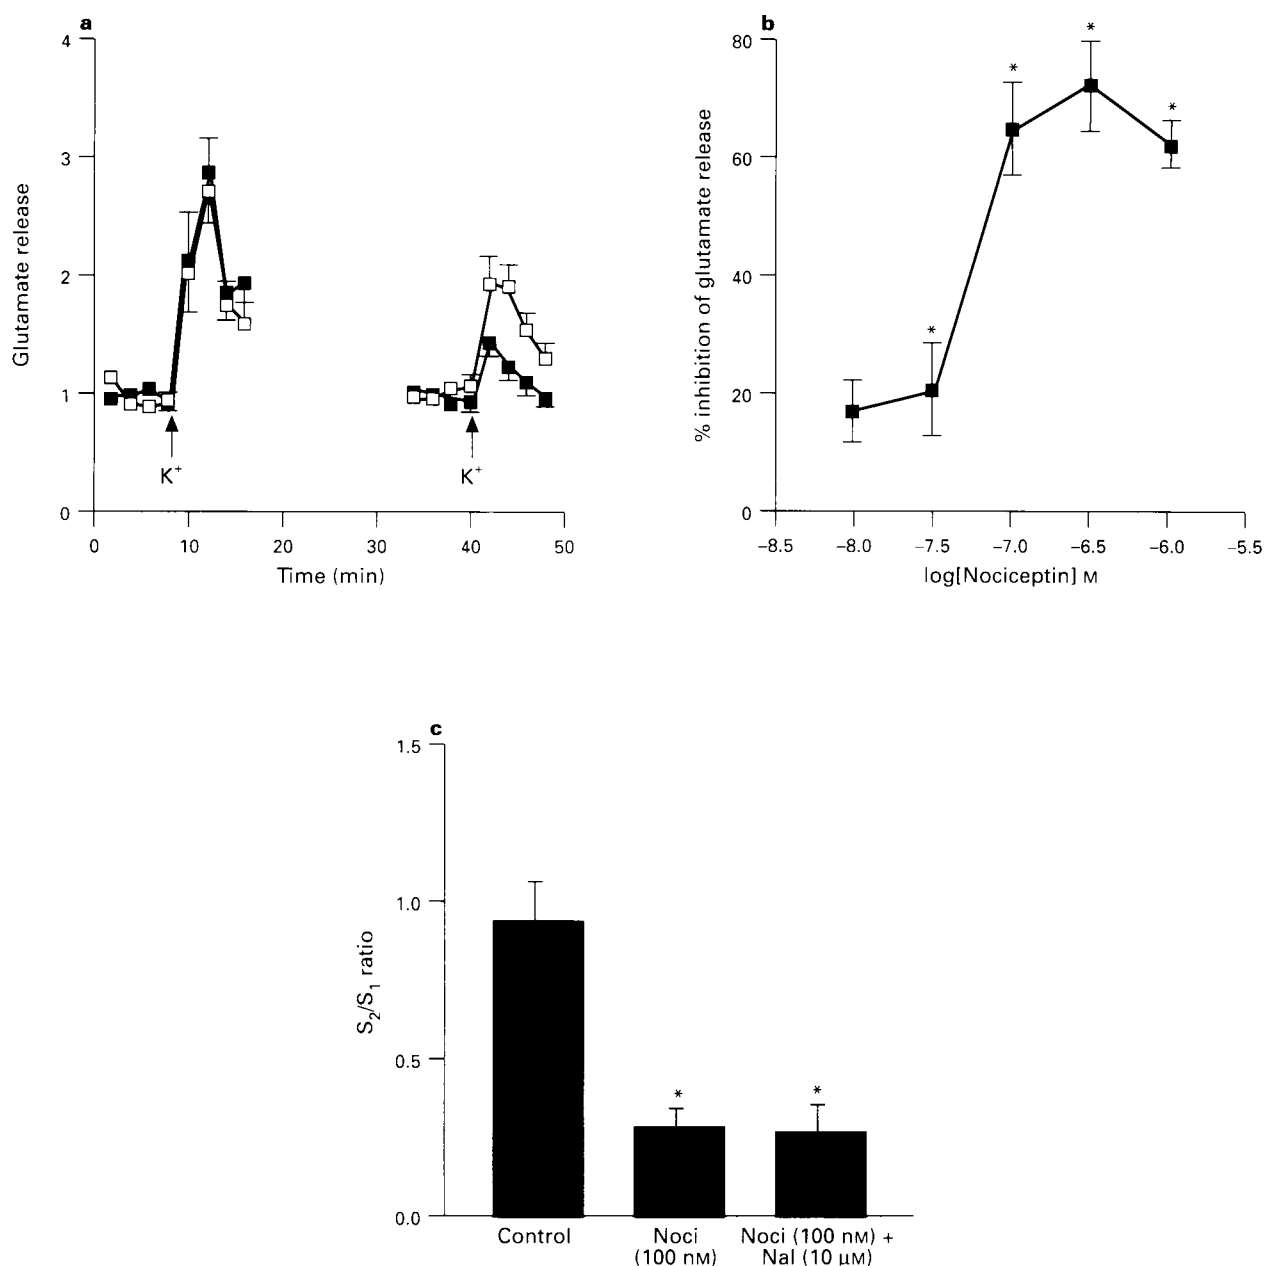 a
4
3
2
1
0
Glutamate release
K+
K+
0 10 20 30 40 50
Time (min)
b
80
60
40
20
0
% inhibition of glutamate release
*
*
*
*
−8.5 −8.0 −7.5 −7.0 −6.5 −6.0 −5.5
log[Nociceptin] M
c
1.5
1.0
0.5
0.0
S2/S1 ratio
* *
Control Noci Noci (100 nM) +
(100 nM) Nal (10 μM)